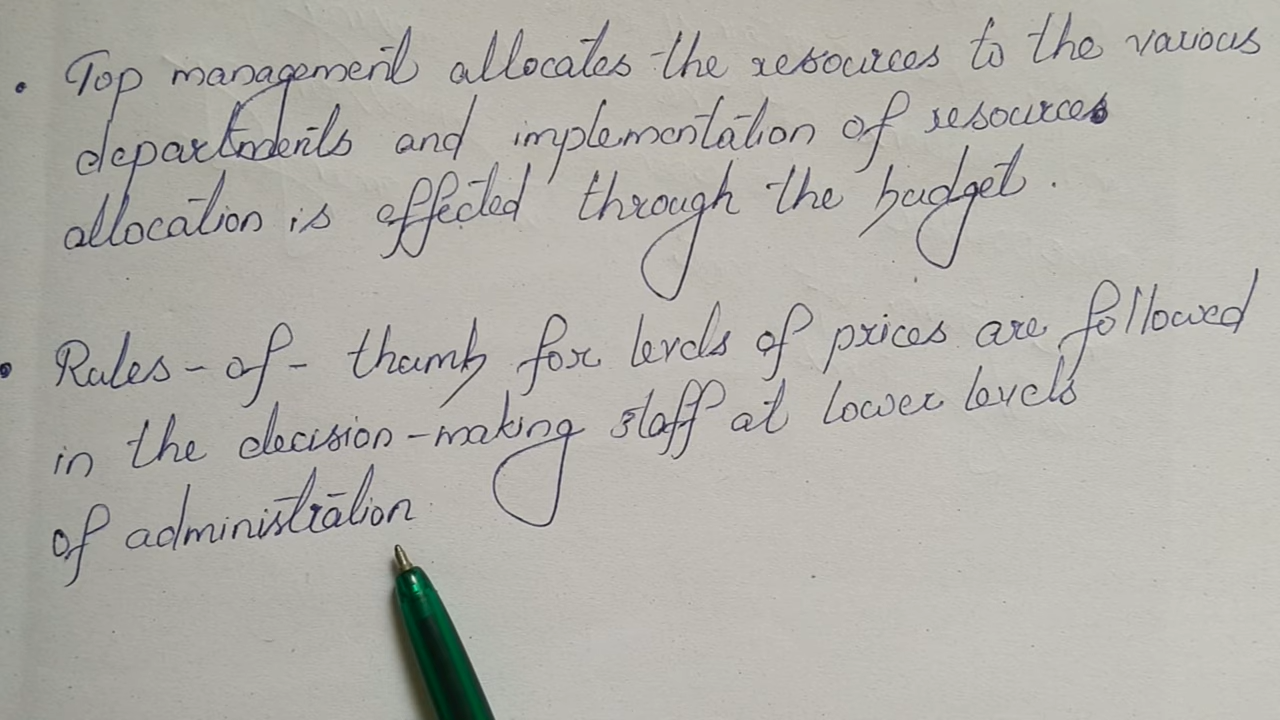 • Top management allocates the resources to the various
departments and implementation of resources
allocation is effected through the budget.
• Rules-of-thumb for levels of prices are followed
in the decision-making staff at lower levels
of administration